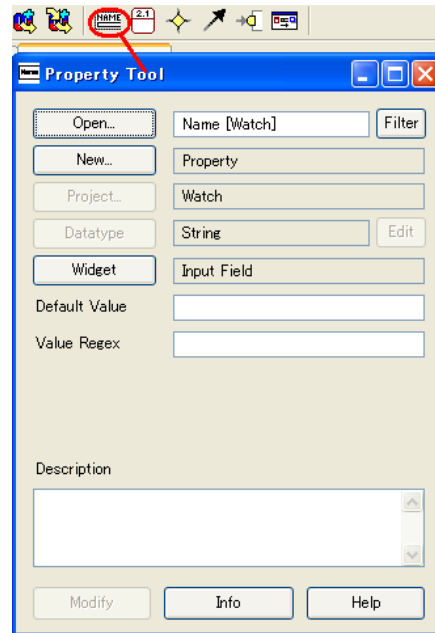 NAME 2.1
Property Tool
Open... Name [Watch] Filter
New... Property
Project... Watch
Datatype String Edit
Widget Input Field
Default Value
Value Regex
Description
Modify Info Help